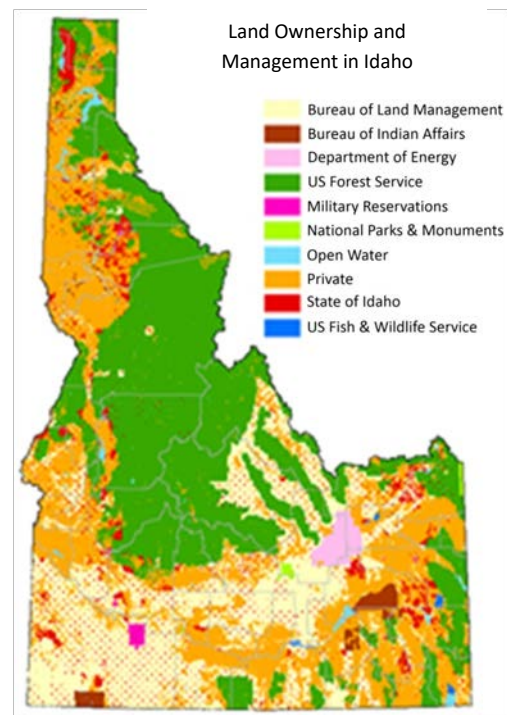 Land Ownership and
Management in Idaho
Bureau of Land Management
Bureau of Indian Affairs
Department of Energy
US Forest Service
Military Reservations
National Parks & Monuments
Open Water
Private
State of Idaho
US Fish & Wildlife Service